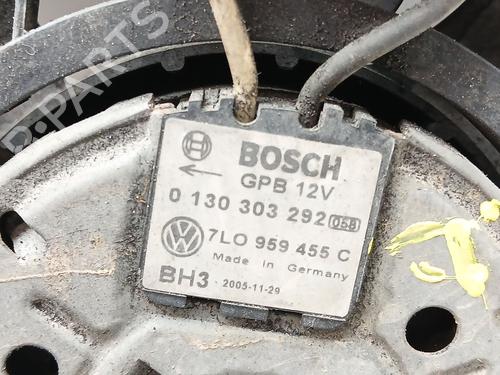 BOSCH
GPB 12V
0 130 303 292 058
7L0 959 455 C
Made in Germany
BH3 2005-11-29
B-PARTS